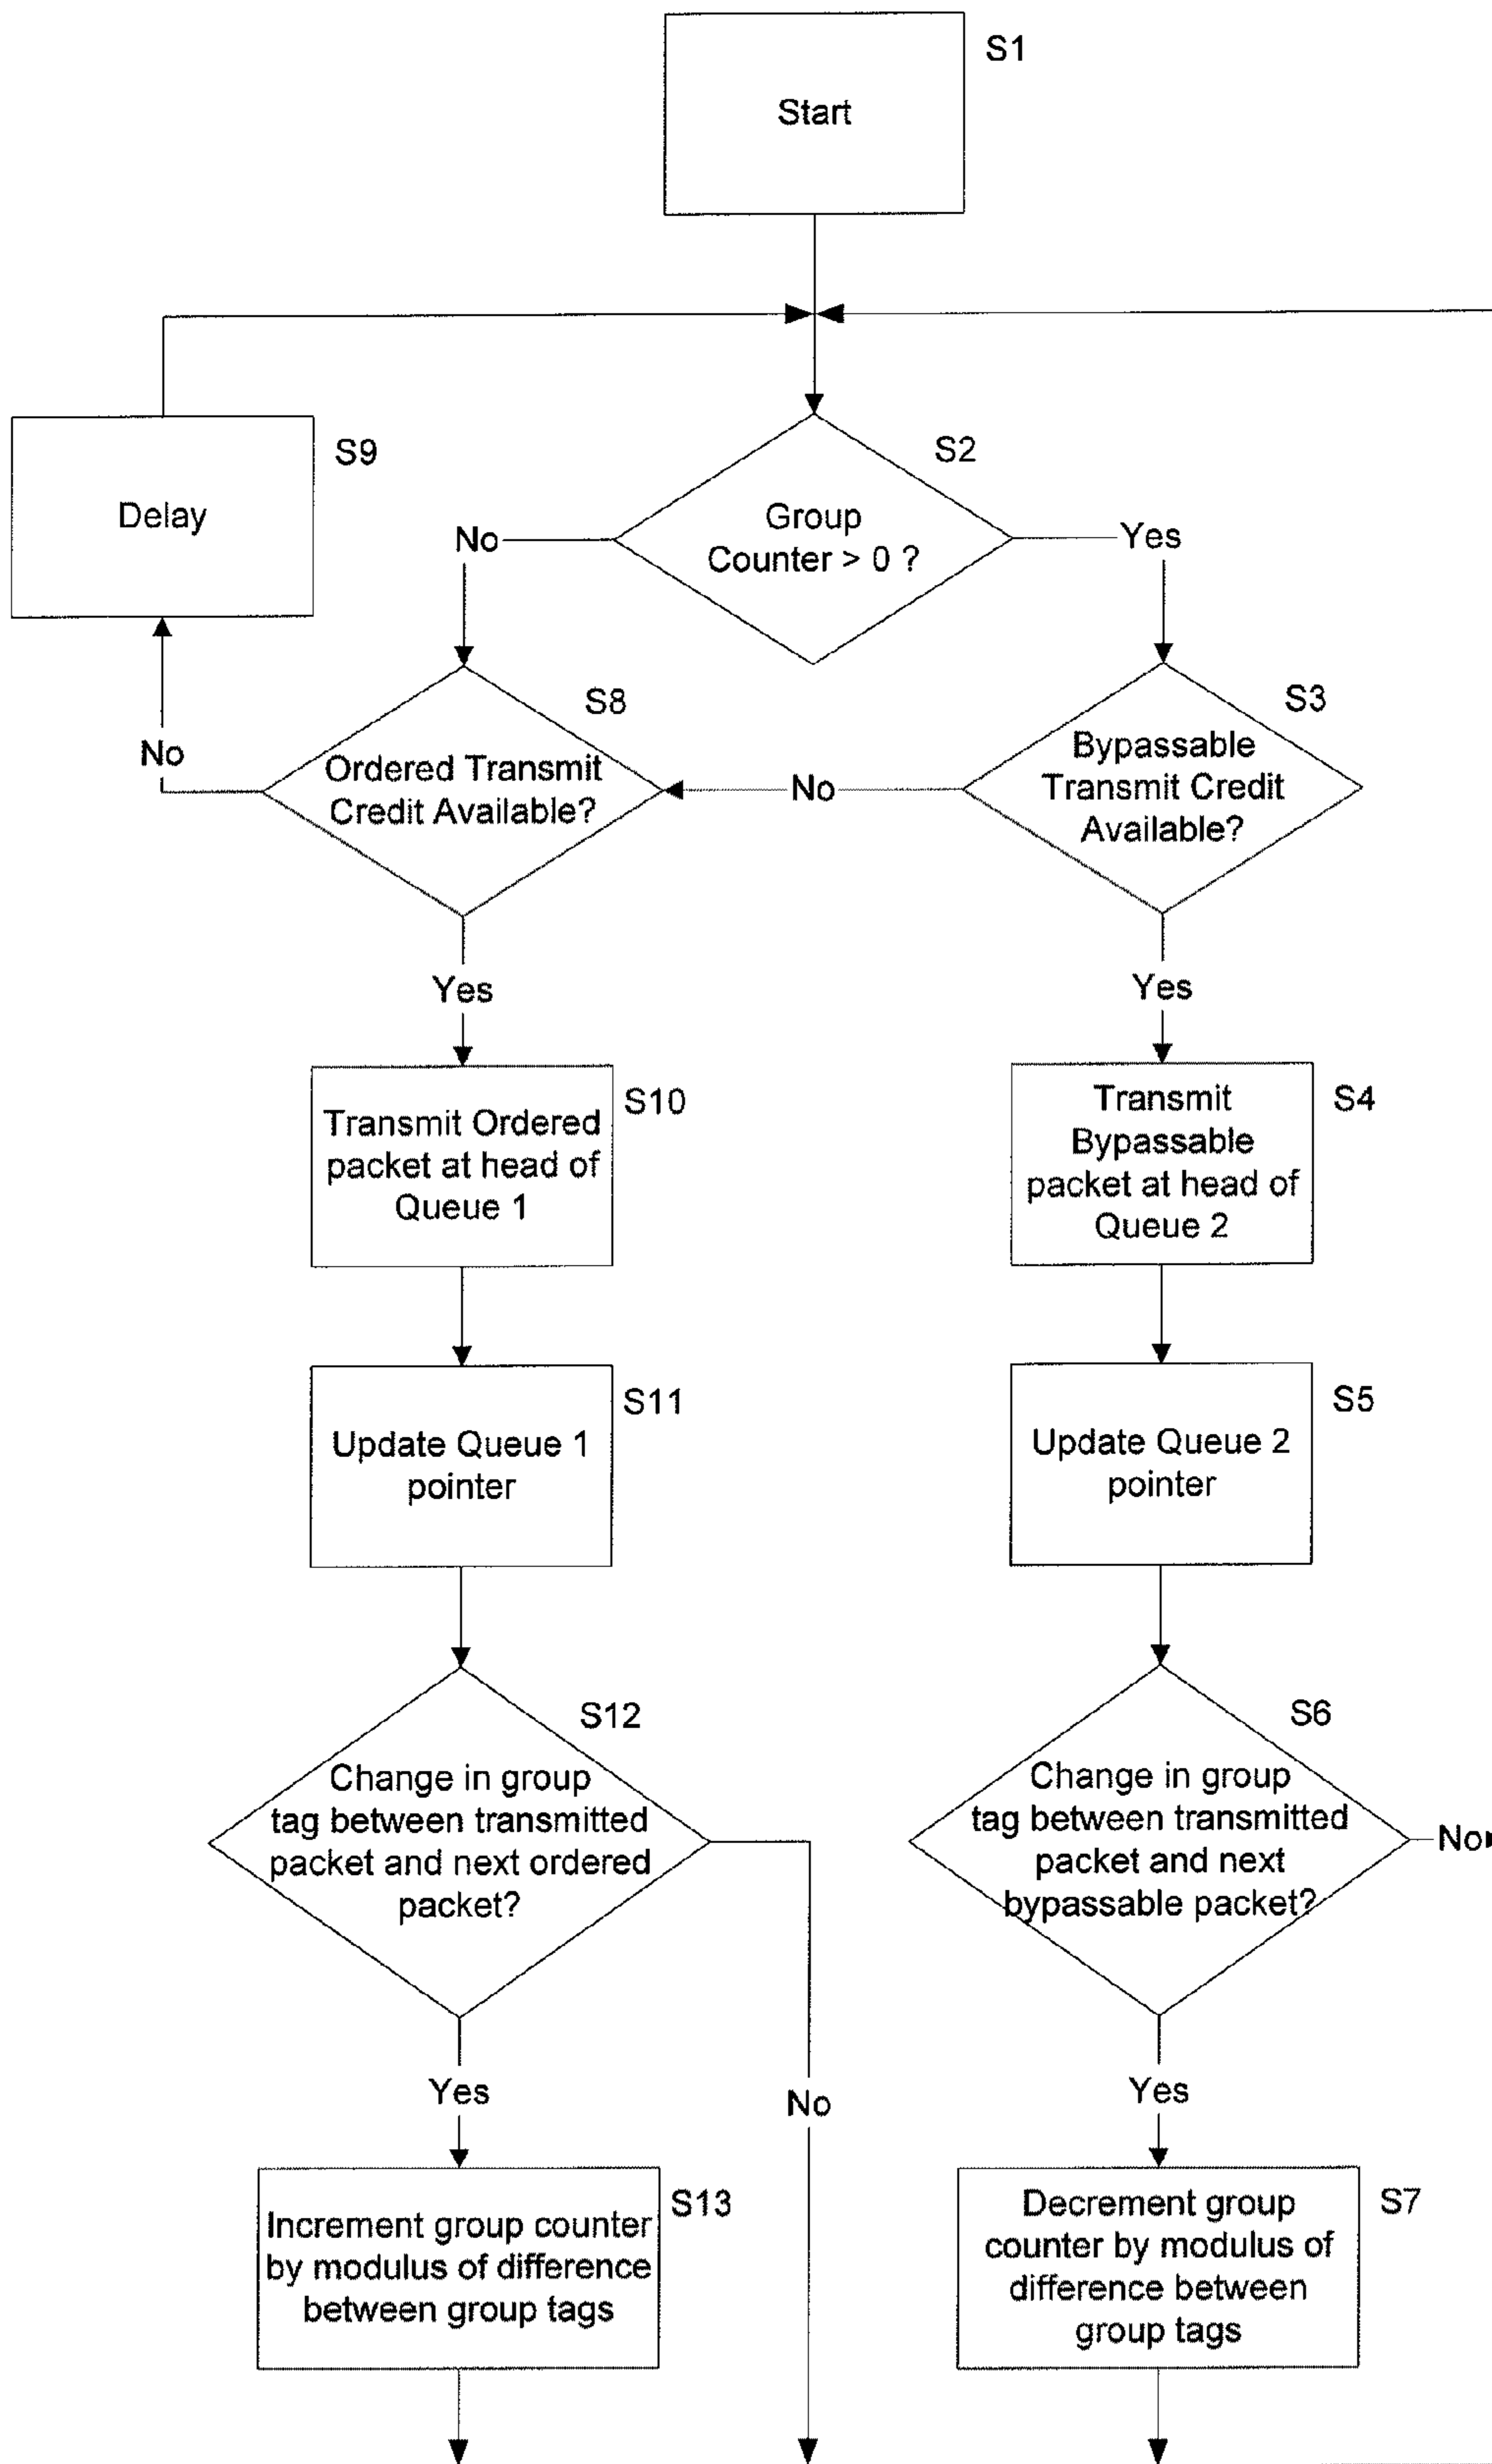 S1
Start
S9
Delay
S2
Group
Counter > 0 ?
No
Yes
S8
Ordered Transmit
Credit Available?
No
S3
Bypassable
Transmit Credit
Available?
No
Yes
Yes
S10
Transmit Ordered
packet at head of
Queue 1
S4
Transmit
Bypassable
packet at head of
Queue 2
S11
Update Queue 1
pointer
S5
Update Queue 2
pointer
S12
Change in group
tag between transmitted
packet and next ordered
packet?
S6
Change in group
tag between transmitted
packet and next
bypassable packet?
No
Yes
No
Yes
S13
Increment group counter
by modulus of difference
between group tags
S7
Decrement group
counter by modulus of
difference between
group tags